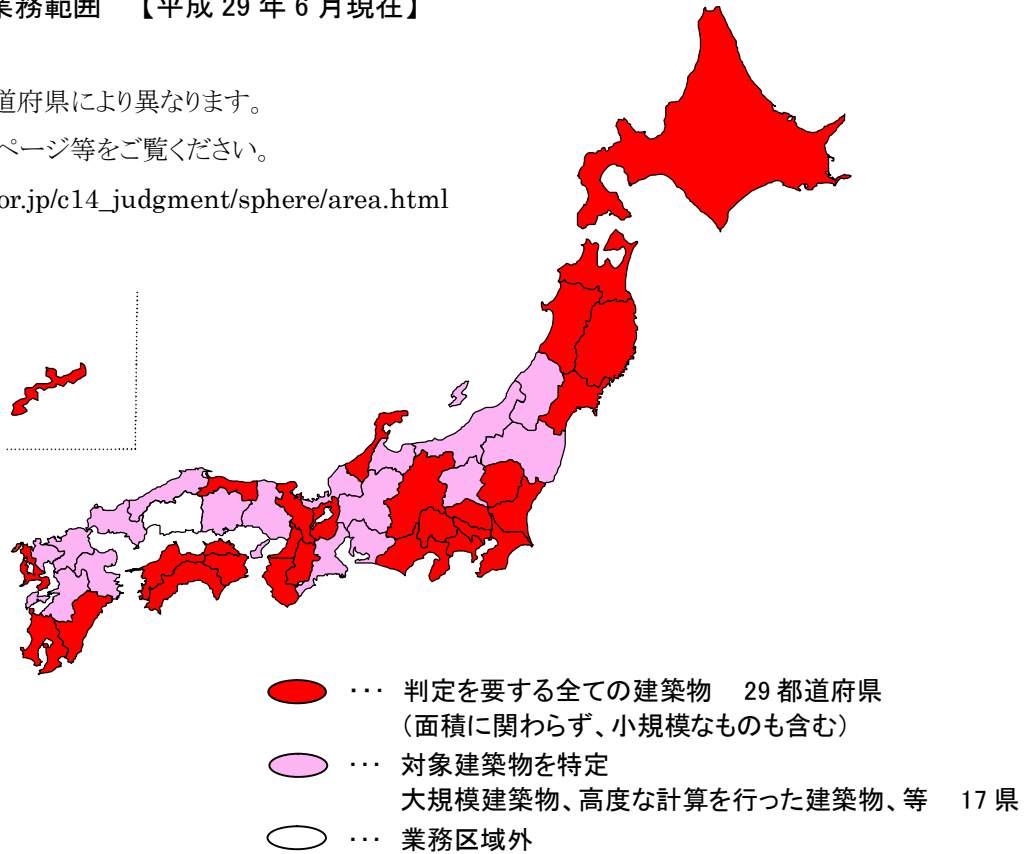 業務範囲 【平成 29 年 6 月現在】
道府県により異なります。
ページ等をご覧ください。
or.jp/c14_judgment/sphere/area.html
･･･ 判定を要する全ての建築物 29 都道府県
（面積に関わらず、小規模なものも含む）
･･･ 対象建築物を特定
大規模建築物、高度な計算を行った建築物、等 17 県
･･･ 業務区域外